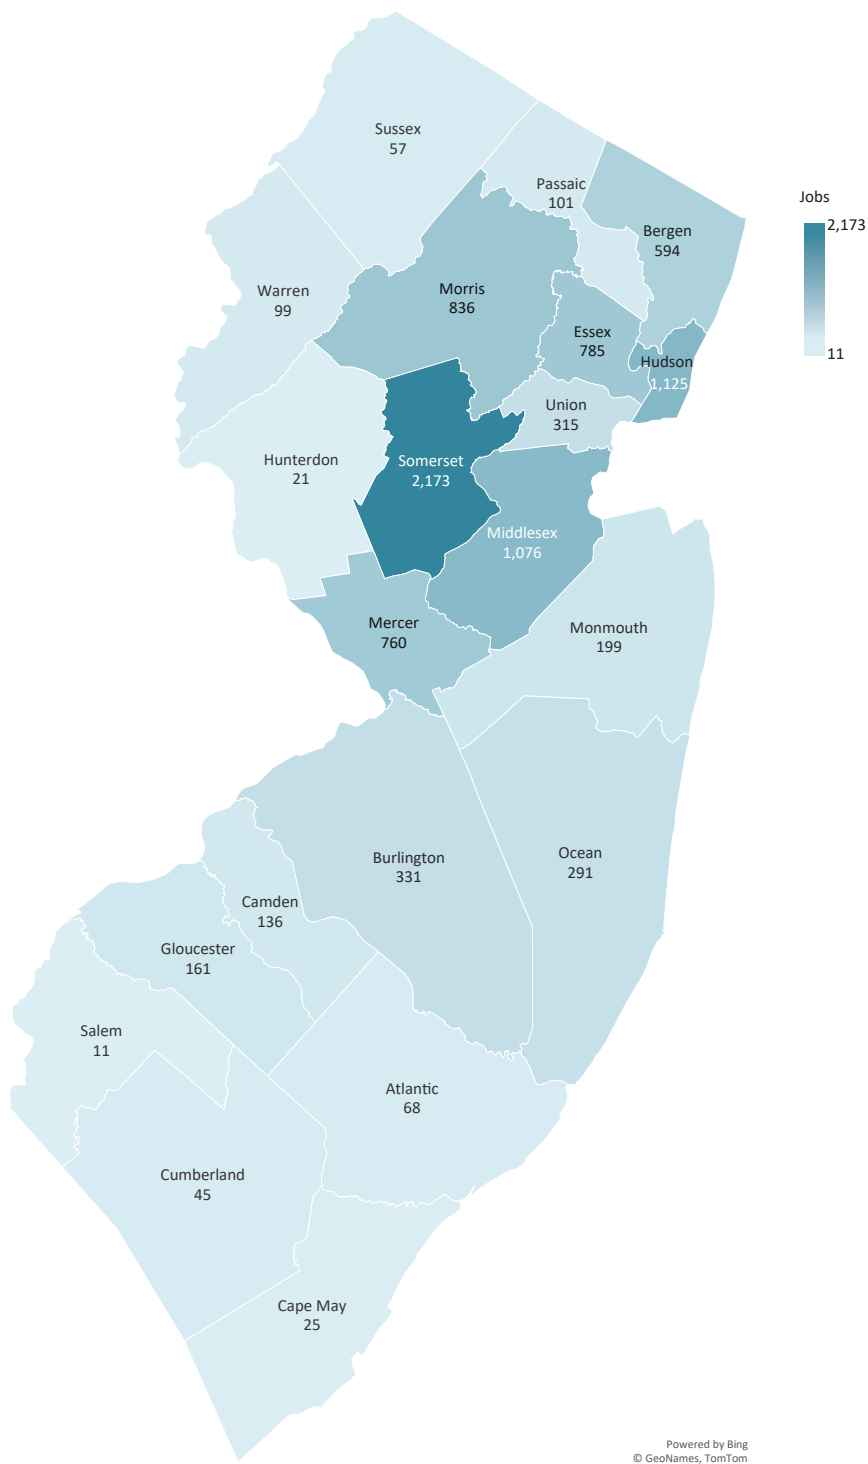 Sussex
57
Passaic
101
Jobs
2,173
11
Bergen
594
Warren
99
Morris
836
Essex
785
Hudson
1,125
Union
315
Hunterdon
21
Somerset
2,173
Middlesex
1,076
Mercer
760
Monmouth
199
Burlington
331
Ocean
291
Camden
136
Gloucester
161
Salem
11
Atlantic
68
Cumberland
45
Cape May
25
Powered by Bing
© GeoNames, TomTom